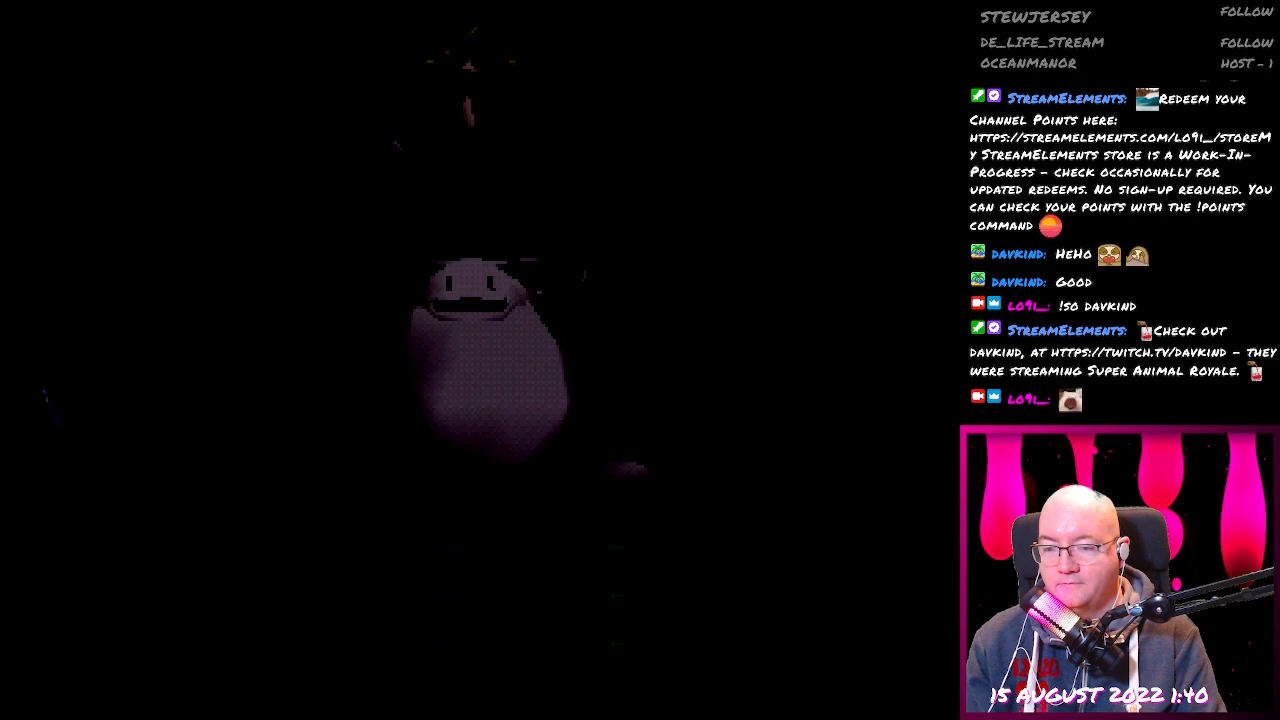 STEWJERSEY FOLLOW
DE_LIFE_STREAM FOLLOW
OCEANMANOR HOST - 1
StreamElements: Redeem your
Channel Points here:
https://streamelements.com/lo9i_/storeM
y StreamElements store is a Work-In-
Progress - check occasionally for
updated redeems. No sign-up required. You
can check your points with the !points
command
davkind: HeHo
davkind: Good
lo9i_: !so davkind
StreamElements: Check out
davkind, at https://twitch.tv/davkind - they
were streaming Super Animal Royale.
lo9i_:
15 AUGUST 2022 1:40